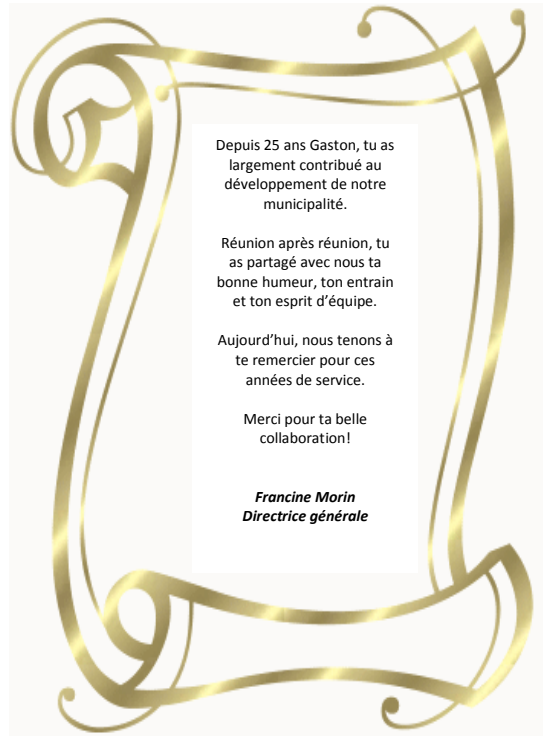 Depuis 25 ans Gaston, tu as
largement contribué au
développement de notre
municipalité.
Réunion après réunion, tu
as partagé avec nous ta
bonne humeur, ton entrain
et ton esprit d’équipe.
Aujourd’hui, nous tenons à
te remercier pour ces
années de service.
Merci pour ta belle
collaboration!
Francine Morin
Directrice générale